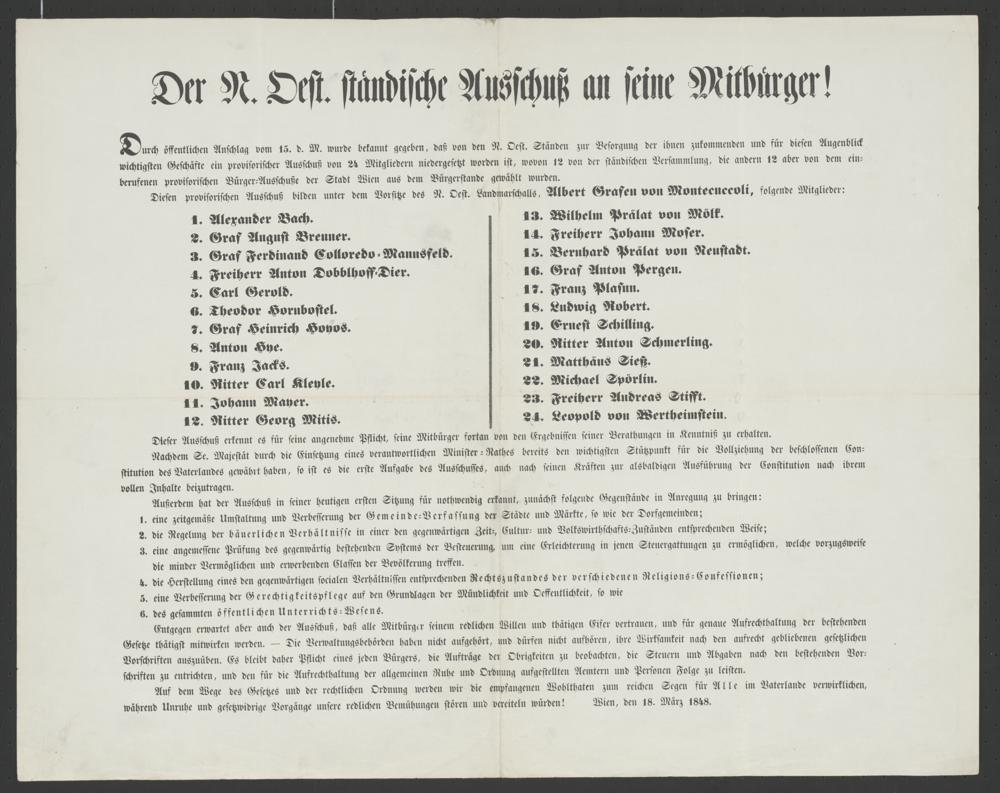 Der N. Oest. ständische Ausschuß an seine Mitbürger!
Durch öffentlichen Anschlag vom 15. d. M. wurde bekannt gegeben, daß von den N. Oest. Ständen zur Besorgung der ihnen zukommenden und für diesen Augenblick
wichtigsten Geschäfte ein provisorischer Ausschuß von 24 Mitgliedern niedergesetzt worden ist, wovon 12 von der ständischen Versammlung, die andern 12 aber von dem ein-
berufenen provisorischen Bürger-Ausschuße der Stadt Wien aus dem Bürgerstande gewählt wurden.
Diesen provisorischen Ausschuß bilden unter dem Vorsitze des N. Oest. Landmarschalls, Albert Grafen von Montecuccoli, folgende Mitglieder:
1. Alexander Bach.
2. Graf August Breuner.
3. Graf Ferdinand Colloredo-Mannsfeld.
4. Freiherr Anton Dobblhoff-Dier.
5. Carl Gerold.
6. Theodor Hornbostel.
7. Graf Heinrich Hoyos.
8. Anton Hye.
9. Franz Jacks.
10. Ritter Carl Kleyle.
11. Johann Mayer.
12. Ritter Georg Mitis.
13. Wilhelm Prälat von Mölk.
14. Freiherr Johann Moser.
15. Bernhard Prälat von Neustadt.
16. Graf Anton Pergen.
17. Franz Plasun.
18. Ludwig Robert.
19. Ernest Schilling.
20. Ritter Anton Schmerling.
21. Matthäus Sieß.
22. Michael Spörlin.
23. Freiherr Andreas Stifft.
24. Leopold von Wertheimstein.
Dieser Ausschuß erkennt es für seine angenehme Pflicht, seine Mitbürger fortan von den Ergebnissen seiner Berathungen in Kenntniß zu erhalten.
Nachdem Se. Majestät durch die Einsetzung eines verantwortlichen Minister-Rathes bereits den wichtigsten Stützpunkt für die Vollziehung der beschlossenen Con-
stitution des Vaterlandes gewährt haben, so ist es die erste Aufgabe des Ausschusses, auch nach seinen Kräften zur alsbaldigen Ausführung der Constitution nach ihrem
vollen Inhalte beizutragen.
Außerdem hat der Ausschuß in seiner heutigen ersten Sitzung für nothwendig erkannt, zunächst folgende Gegenstände in Anregung zu bringen:
1. eine zeitgemäße Umstaltung und Verbesserung der Gemeinde-Verfassung der Städte und Märkte, so wie der Dorfgemeinden;
2. die Regelung der bäuerlichen Verhältnisse in einer den gegenwärtigen Zeit-, Cultur- und Volkswirthschafts-Zuständen entsprechenden Weise;
3. eine angemessene Prüfung des gegenwärtig bestehenden Systems der Besteuerung, um eine Erleichterung in jenen Steuergattungen zu ermöglichen, welche vorzugsweise
die minder Vermöglichen und erwerbenden Classen der Bevölkerung treffen.
4. die Herstellung eines den gegenwärtigen socialen Verhältnissen entsprechenden Rechtszustandes der verschiedenen Religions-Confessionen;
5. eine Verbesserung der Gerechtigkeitspflege auf den Grundlagen der Mündlichkeit und Oeffentlichkeit, so wie
6. des gesammten öffentlichen Unterrichts-Wesens.
Entgegen erwartet aber auch der Ausschuß, daß alle Mitbürger seinem redlichen Willen und thätigen Eifer vertrauen, und für genaue Aufrechthaltung der bestehenden
Gesetze thätigst mitwirken werden. — Die Verwaltungsbehörden haben nicht aufgehört, und dürfen nicht aufhören, ihre Wirksamkeit nach den aufrecht gebliebenen gesetzlichen
Vorschriften auszuüben. Es bleibt daher Pflicht eines jeden Bürgers, die Aufträge der Obrigkeiten zu beobachten, die Steuern und Abgaben nach den bestehenden Vor-
schriften zu entrichten, und den für die Aufrechthaltung der allgemeinen Ruhe und Ordnung aufgestellten Aemtern und Personen Folge zu leisten.
Auf dem Wege des Gesetzes und der rechtlichen Ordnung werden wir die empfangenen Wohlthaten zum reichen Segen für Alle im Vaterlande verwirklichen,
während Unruhe und gesetzwidrige Vorgänge unsere redlichen Bemühungen stören und vereiteln würden! Wien, den 18. März 1848.